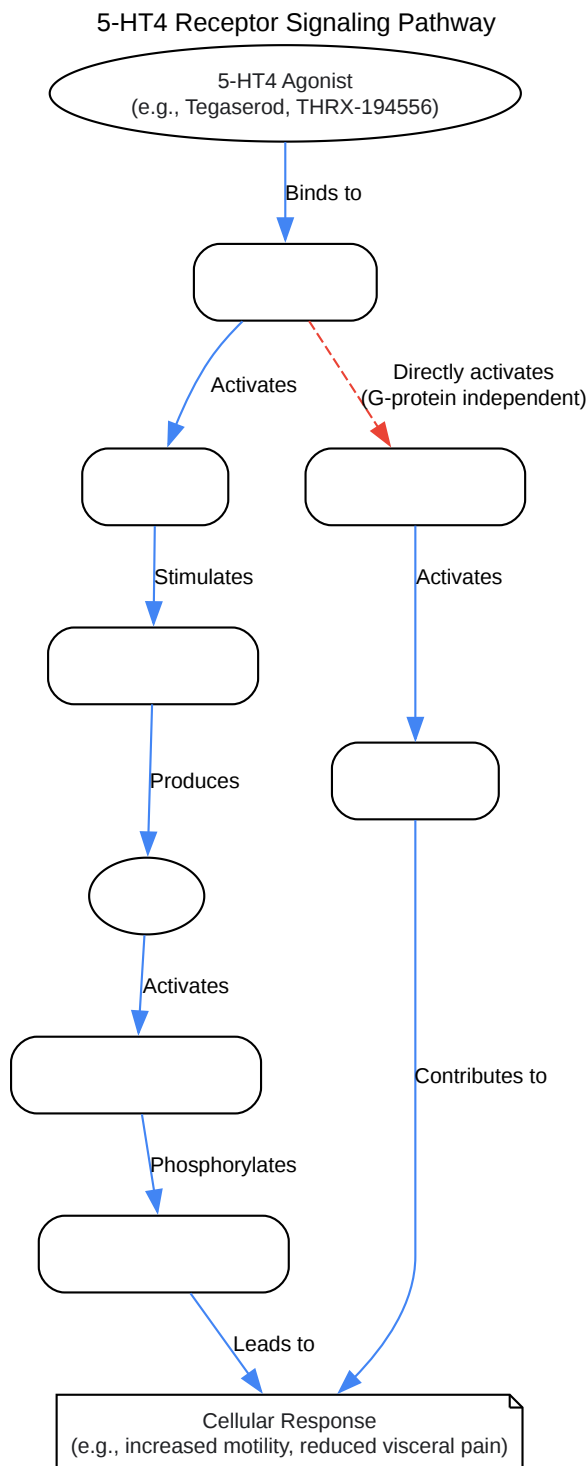 5-HT4 Receptor Signaling Pathway
5-HT4 Agonist
(e.g., Tegaserod, THRX-194556)
Binds to
Activates
Directly activates
(G-protein independent)
Stimulates
Activates
Produces
Activates
Contributes to
Phosphorylates
Leads to
Cellular Response
(e.g., increased motility, reduced visceral pain)